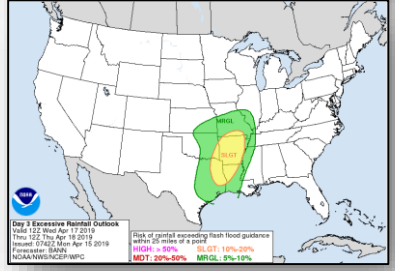 MRGL
SLGT
NOAA
Day 3 Excessive Rainfall Outlook
Valid 12Z Wed Apr 17 2019
Thru 12Z Thu Apr 18 2019
Issued: 0742Z Mon Apr 15 2019
Forecaster: BANN
NOAA/NWS/NCEP/WPC
Risk of rainfall exceeding flash flood guidance
within 25 miles of a point
HIGH: > 50% SLGT: 10%-20%
MDT: 20%-50% MRGL: 5%-10%